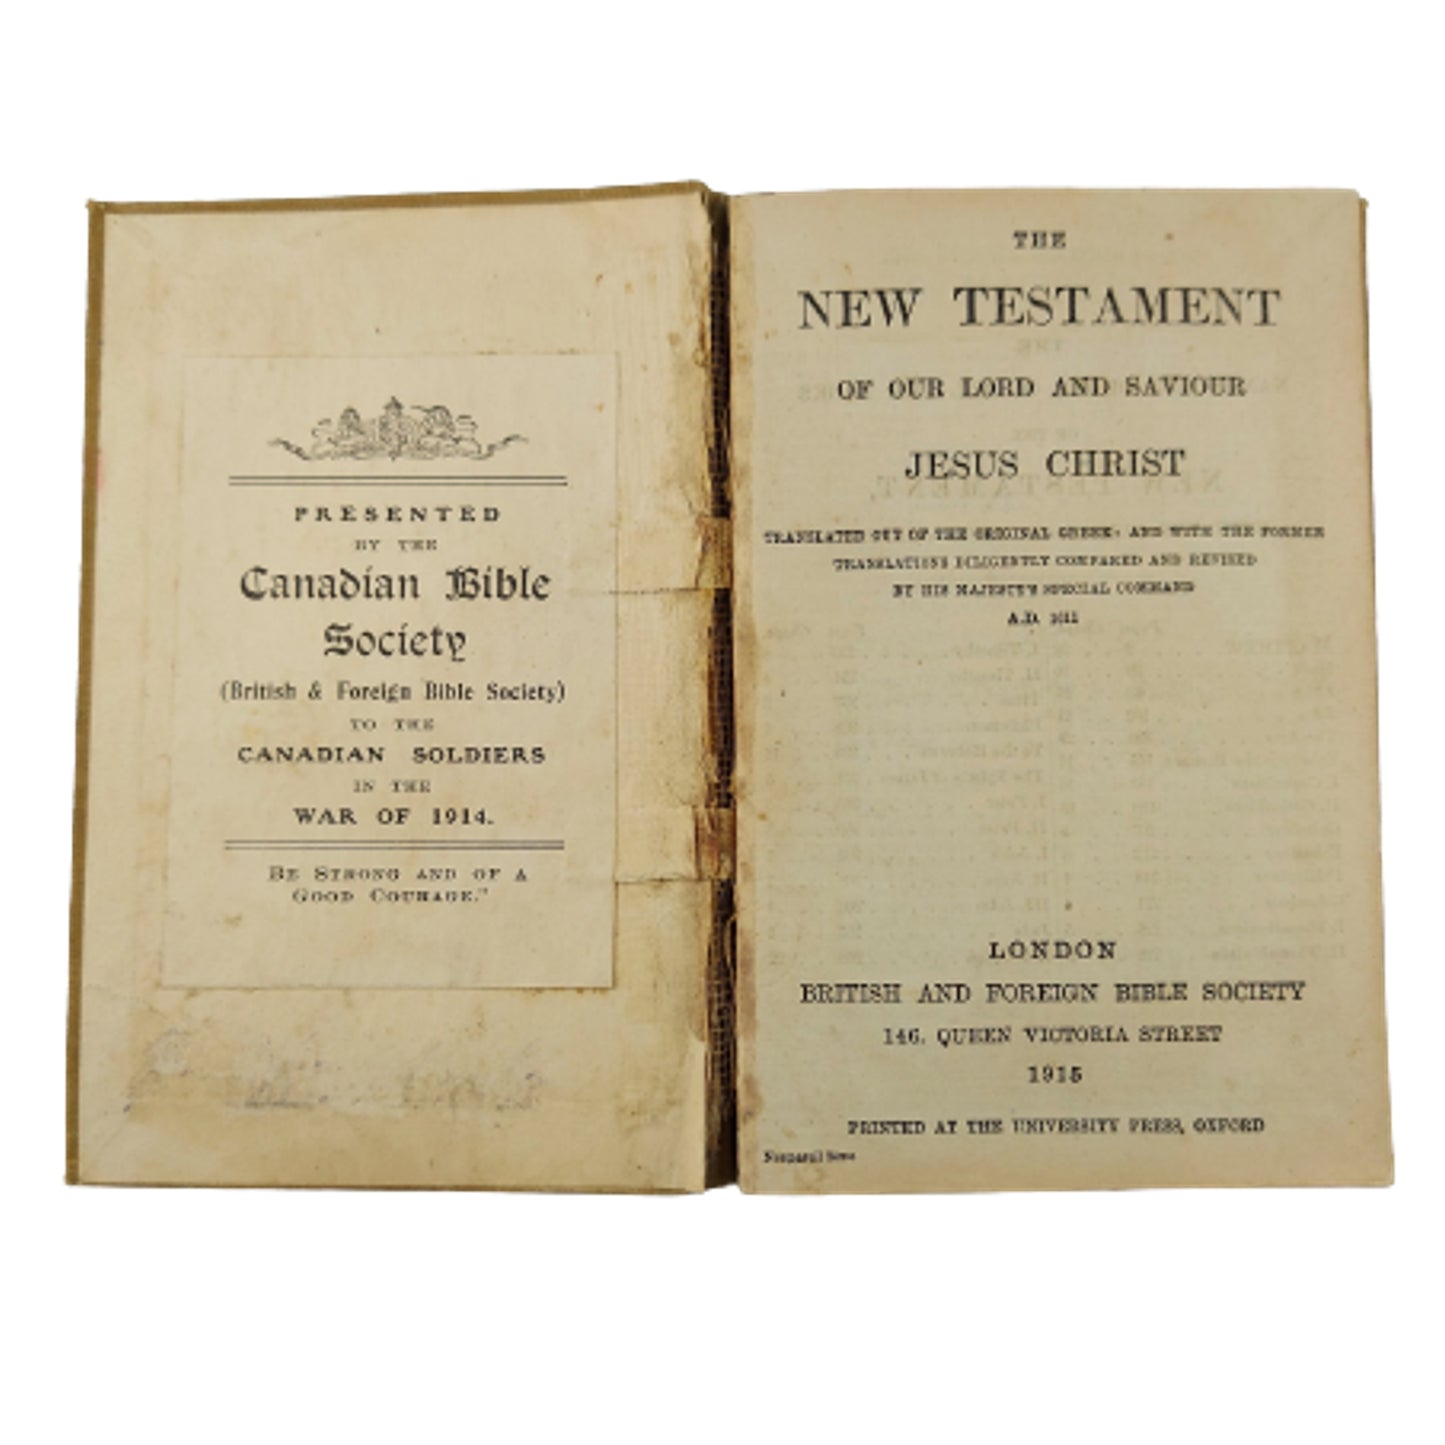 PRESENTED
BY THE
Canadian Bible
Society
(British & Foreign Bible Society)
TO THE
CANADIAN SOLDIERS
IN THE
WAR OF 1914.
BE STRONG AND OF A
GOOD COURAGE."
THE
NEW TESTAMENT
OF OUR LORD AND SAVIOUR
JESUS CHRIST
TRANSLATED OUT OF THE ORIGINAL GREEK: AND WITH THE FORMER
TRANSLATIONS DILIGENTLY COMPARED AND REVISED
BY HIS MAJESTY'S SPECIAL COMMAND
A.D. 1611
LONDON
BRITISH AND FOREIGN BIBLE SOCIETY
146, QUEEN VICTORIA STREET
1915
PRINTED AT THE UNIVERSITY PRESS, OXFORD